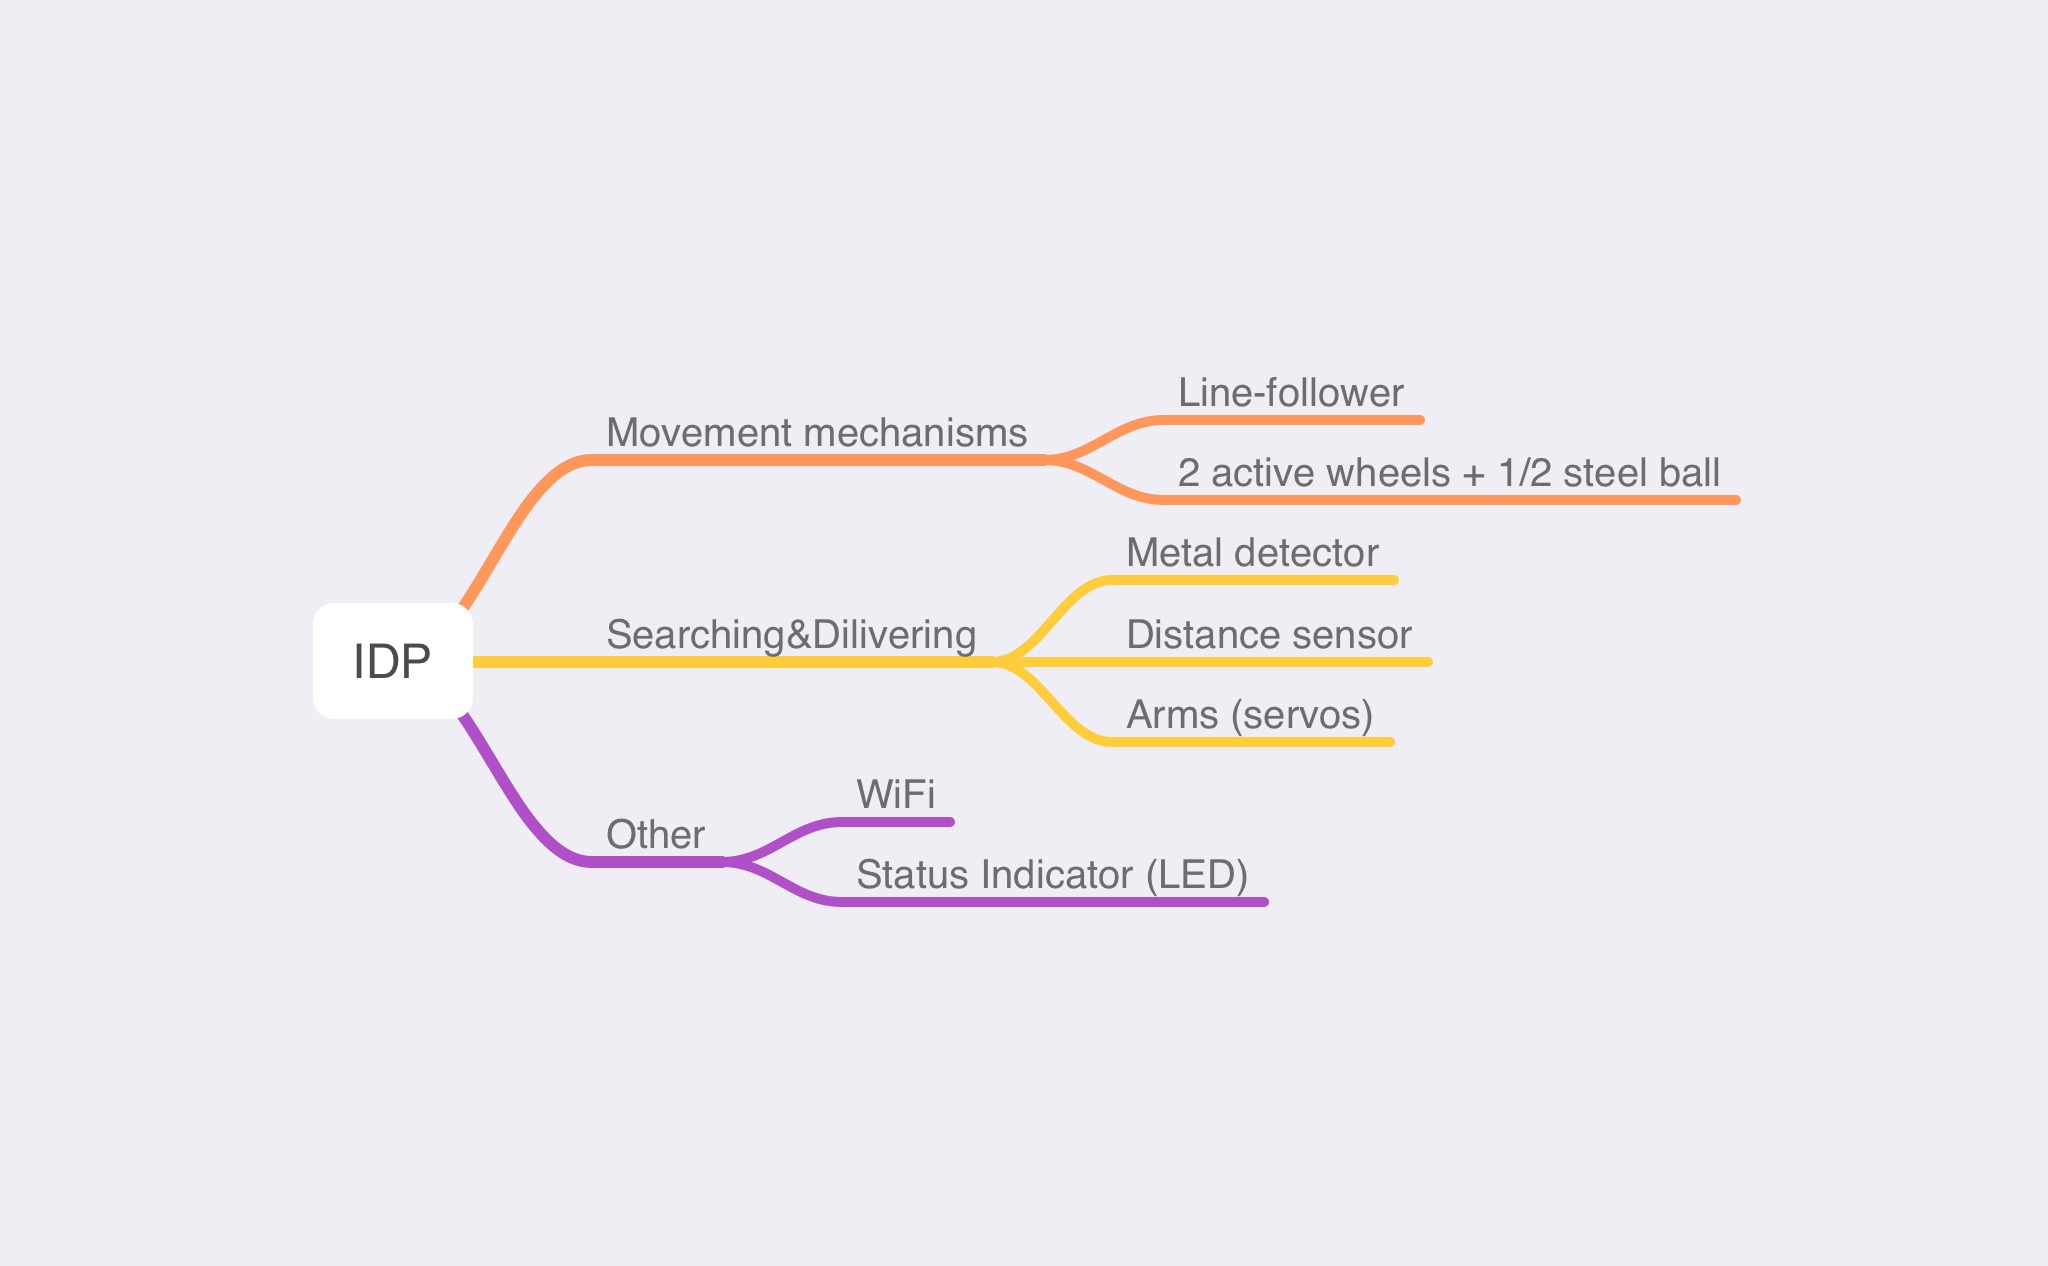 IDP
Movement mechanisms
Line-follower
2 active wheels + 1/2 steel ball
Searching&Dilivering
Metal detector
Distance sensor
Arms (servos)
Other
WiFi
Status Indicator (LED)